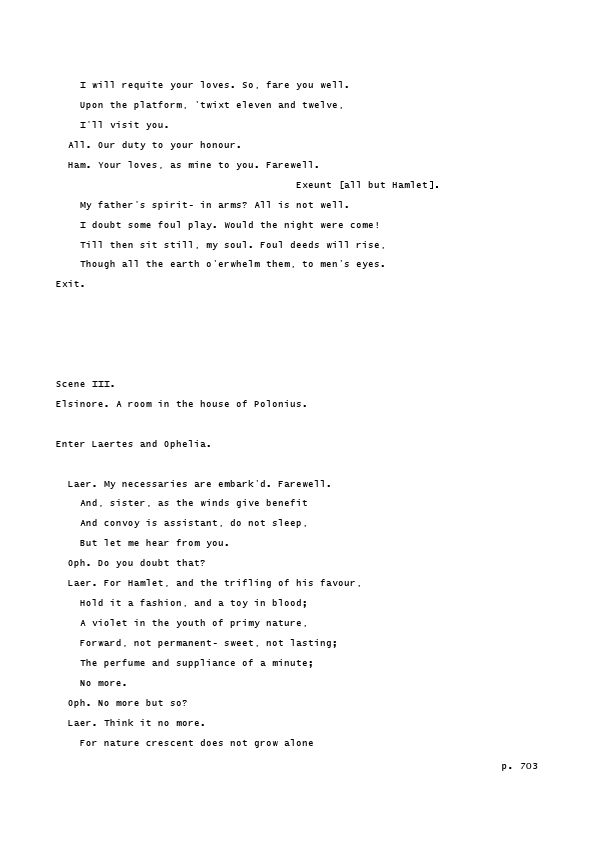 I will requite your loves. So, fare you well.
Upon the platform, 'twixt eleven and twelve,
I'll visit you.
All. Our duty to your honour.
Ham. Your loves, as mine to you. Farewell.
Exeunt [all but Hamlet].
My father's spirit- in arms? All is not well.
I doubt some foul play. Would the night were come!
Till then sit still, my soul. Foul deeds will rise,
Though all the earth o'erwhelm them, to men's eyes.
Exit.
Scene III.
Elsinore. A room in the house of Polonius.
Enter Laertes and Ophelia.
Laer. My necessaries are embark'd. Farewell.
And, sister, as the winds give benefit
And convoy is assistant, do not sleep,
But let me hear from you.
Oph. Do you doubt that?
Laer. For Hamlet, and the trifling of his favour,
Hold it a fashion, and a toy in blood;
A violet in the youth of primy nature,
Forward, not permanent- sweet, not lasting;
The perfume and suppliance of a minute;
No more.
Oph. No more but so?
Laer. Think it no more.
For nature crescent does not grow alone
p. 703